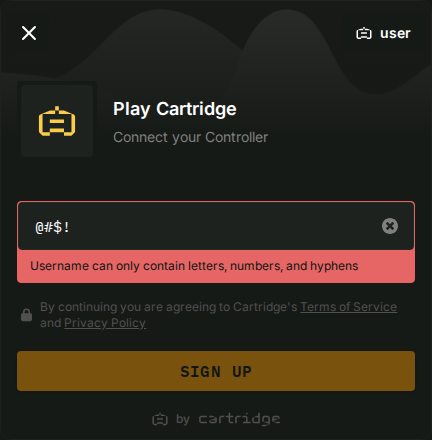 user
Play Cartridge
Connect your Controller
@#$!
Username can only contain letters, numbers, and hyphens
By continuing you are agreeing to Cartridge's Terms of Service
and Privacy Policy
SIGN UP
by cartridge